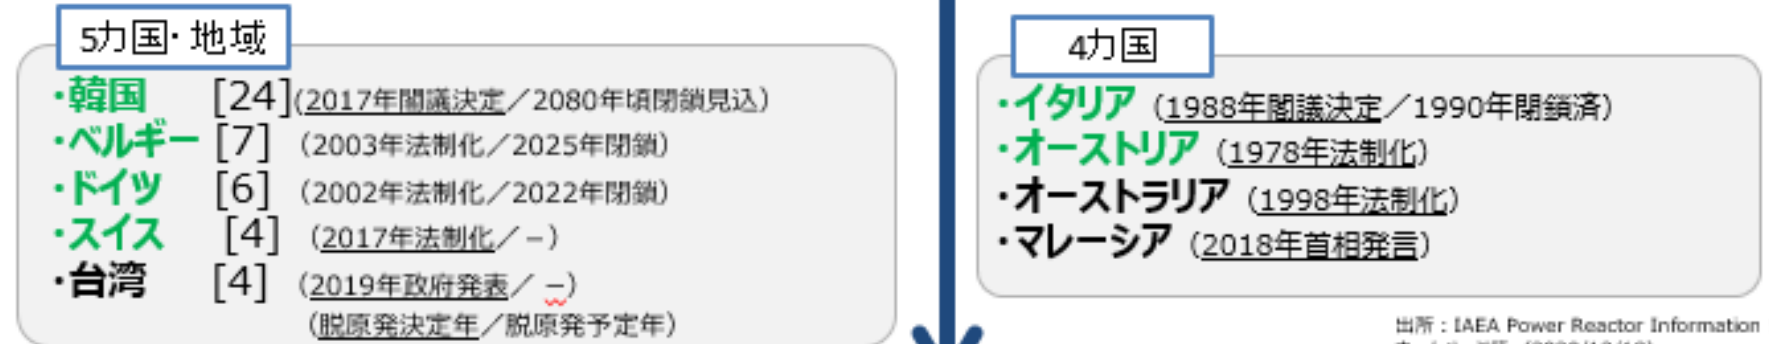 5カ国・地域
・韓国 [24](2017年閣議決定／2080年頃閉鎖見込)
・ベルギー [7] (2003年法制化／2025年閉鎖)
・ドイツ [6] (2002年法制化／2022年閉鎖)
・スイス [4] (2017年法制化／−)
・台湾 [4] (2019年政府発表／ −)
(脱原発決定年／脱原発予定年)
4カ国
・イタリア (1988年閣議決定／1990年閉鎖済)
・オーストリア (1978年法制化)
・オーストラリア (1998年法制化)
・マレーシア (2018年首相発言)
出所：IAEA Power Reactor Information